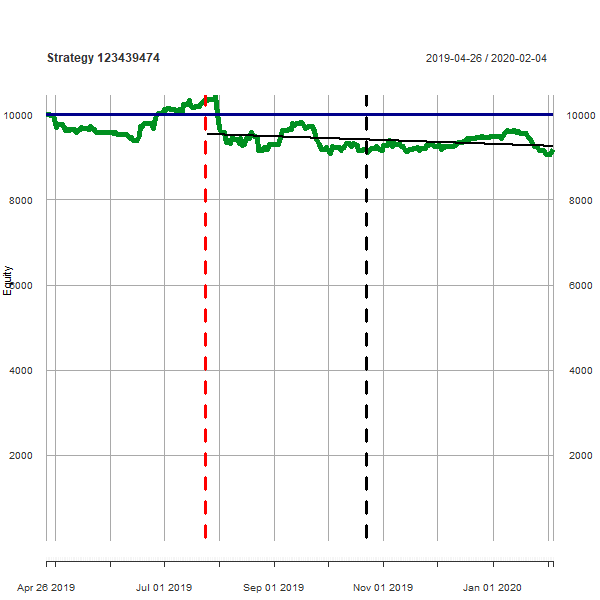 Strategy 123439474
2019-04-26 / 2020-02-04
10000
10000
8000
8000
Equity
6000
6000
4000
4000
2000
2000
Apr 26 2019
Jul 01 2019
Sep 01 2019
Nov 01 2019
Jan 01 2020